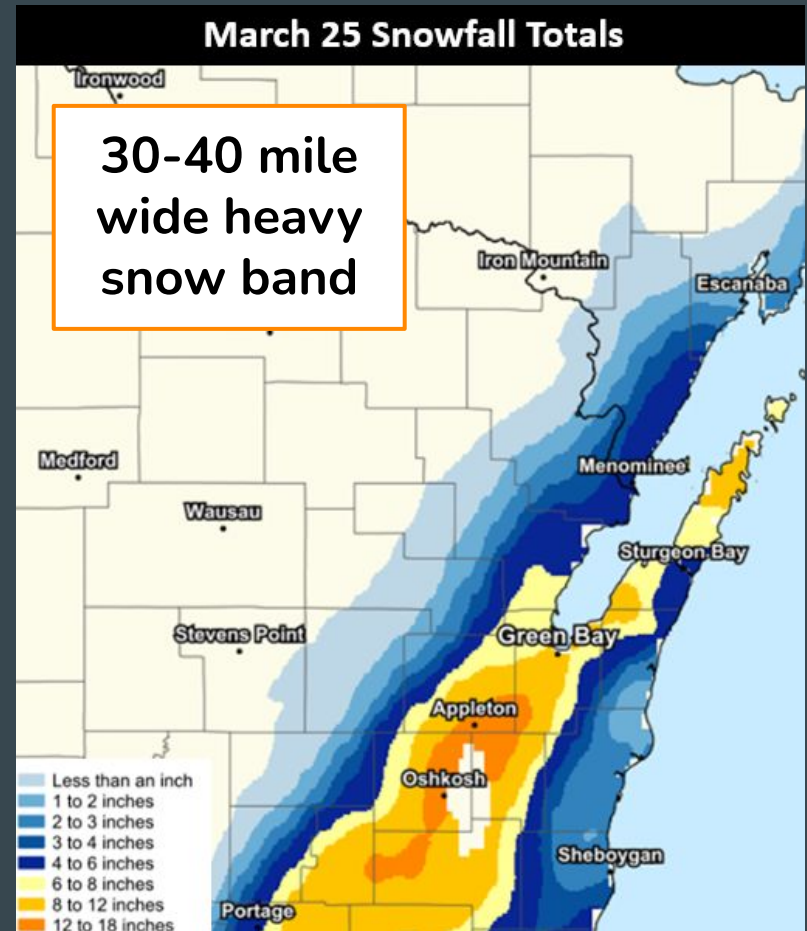 March 25 Snowfall Totals
Ironwood
30-40 mile
wide heavy
snow band
Iron Mountain
Escanaba
Menominee
Medford
Wausau
Sturgeon Bay
Stevens Point
Green Bay
Appleton
Oshkosh
Sheboygan
Portage
Less than an inch
1 to 2 inches
2 to 3 inches
3 to 4 inches
4 to 6 inches
6 to 8 inches
8 to 12 inches
12 to 18 inches